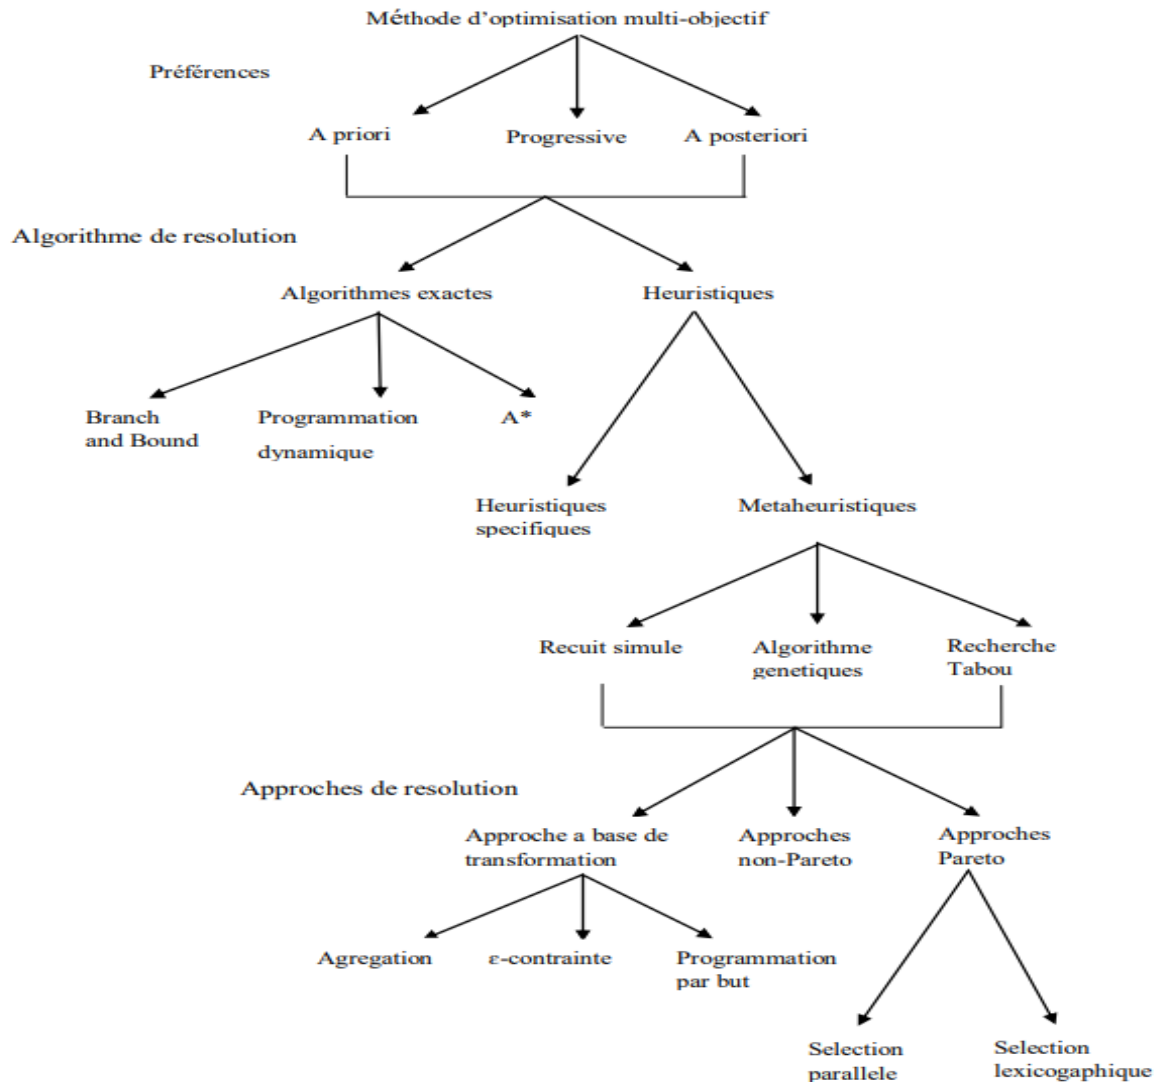 Méthode d'optimisation multi-objectif
Préférences
A priori
Progressive
A posteriori
Algorithme de resolution
Algorithmes exactes
Heuristiques
Branch
and Bound
Programmation
dynamique
A*
Heuristiques
specifiques
Metaheuristiques
Recuit simule
Algorithme
genetiques
Recherche
Tabou
Approches de resolution
Approche a base de
transformation
Approches
non-Pareto
Approches
Pareto
Agregation
ε-contrainte
Programmation
par but
Selection
parallele
Selection
lexicogaphique